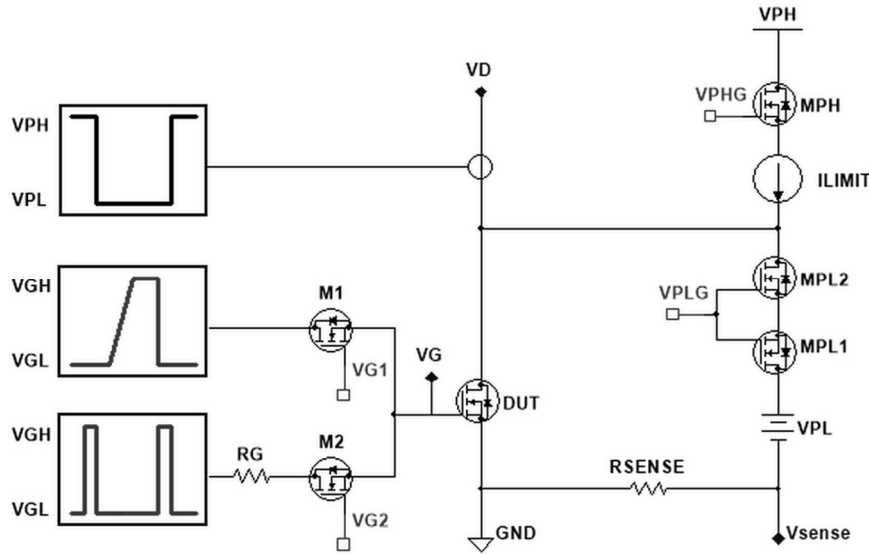 VPH
VD
VPHG
MPH
VPH
VPL
ILIMIT
VGH
VGL
M1
VG1
VG
VPLG
MPL2
MPL1
DUT
VPL
VGH
VGL
RG
M2
VG2
RSENSE
GND
Vsense